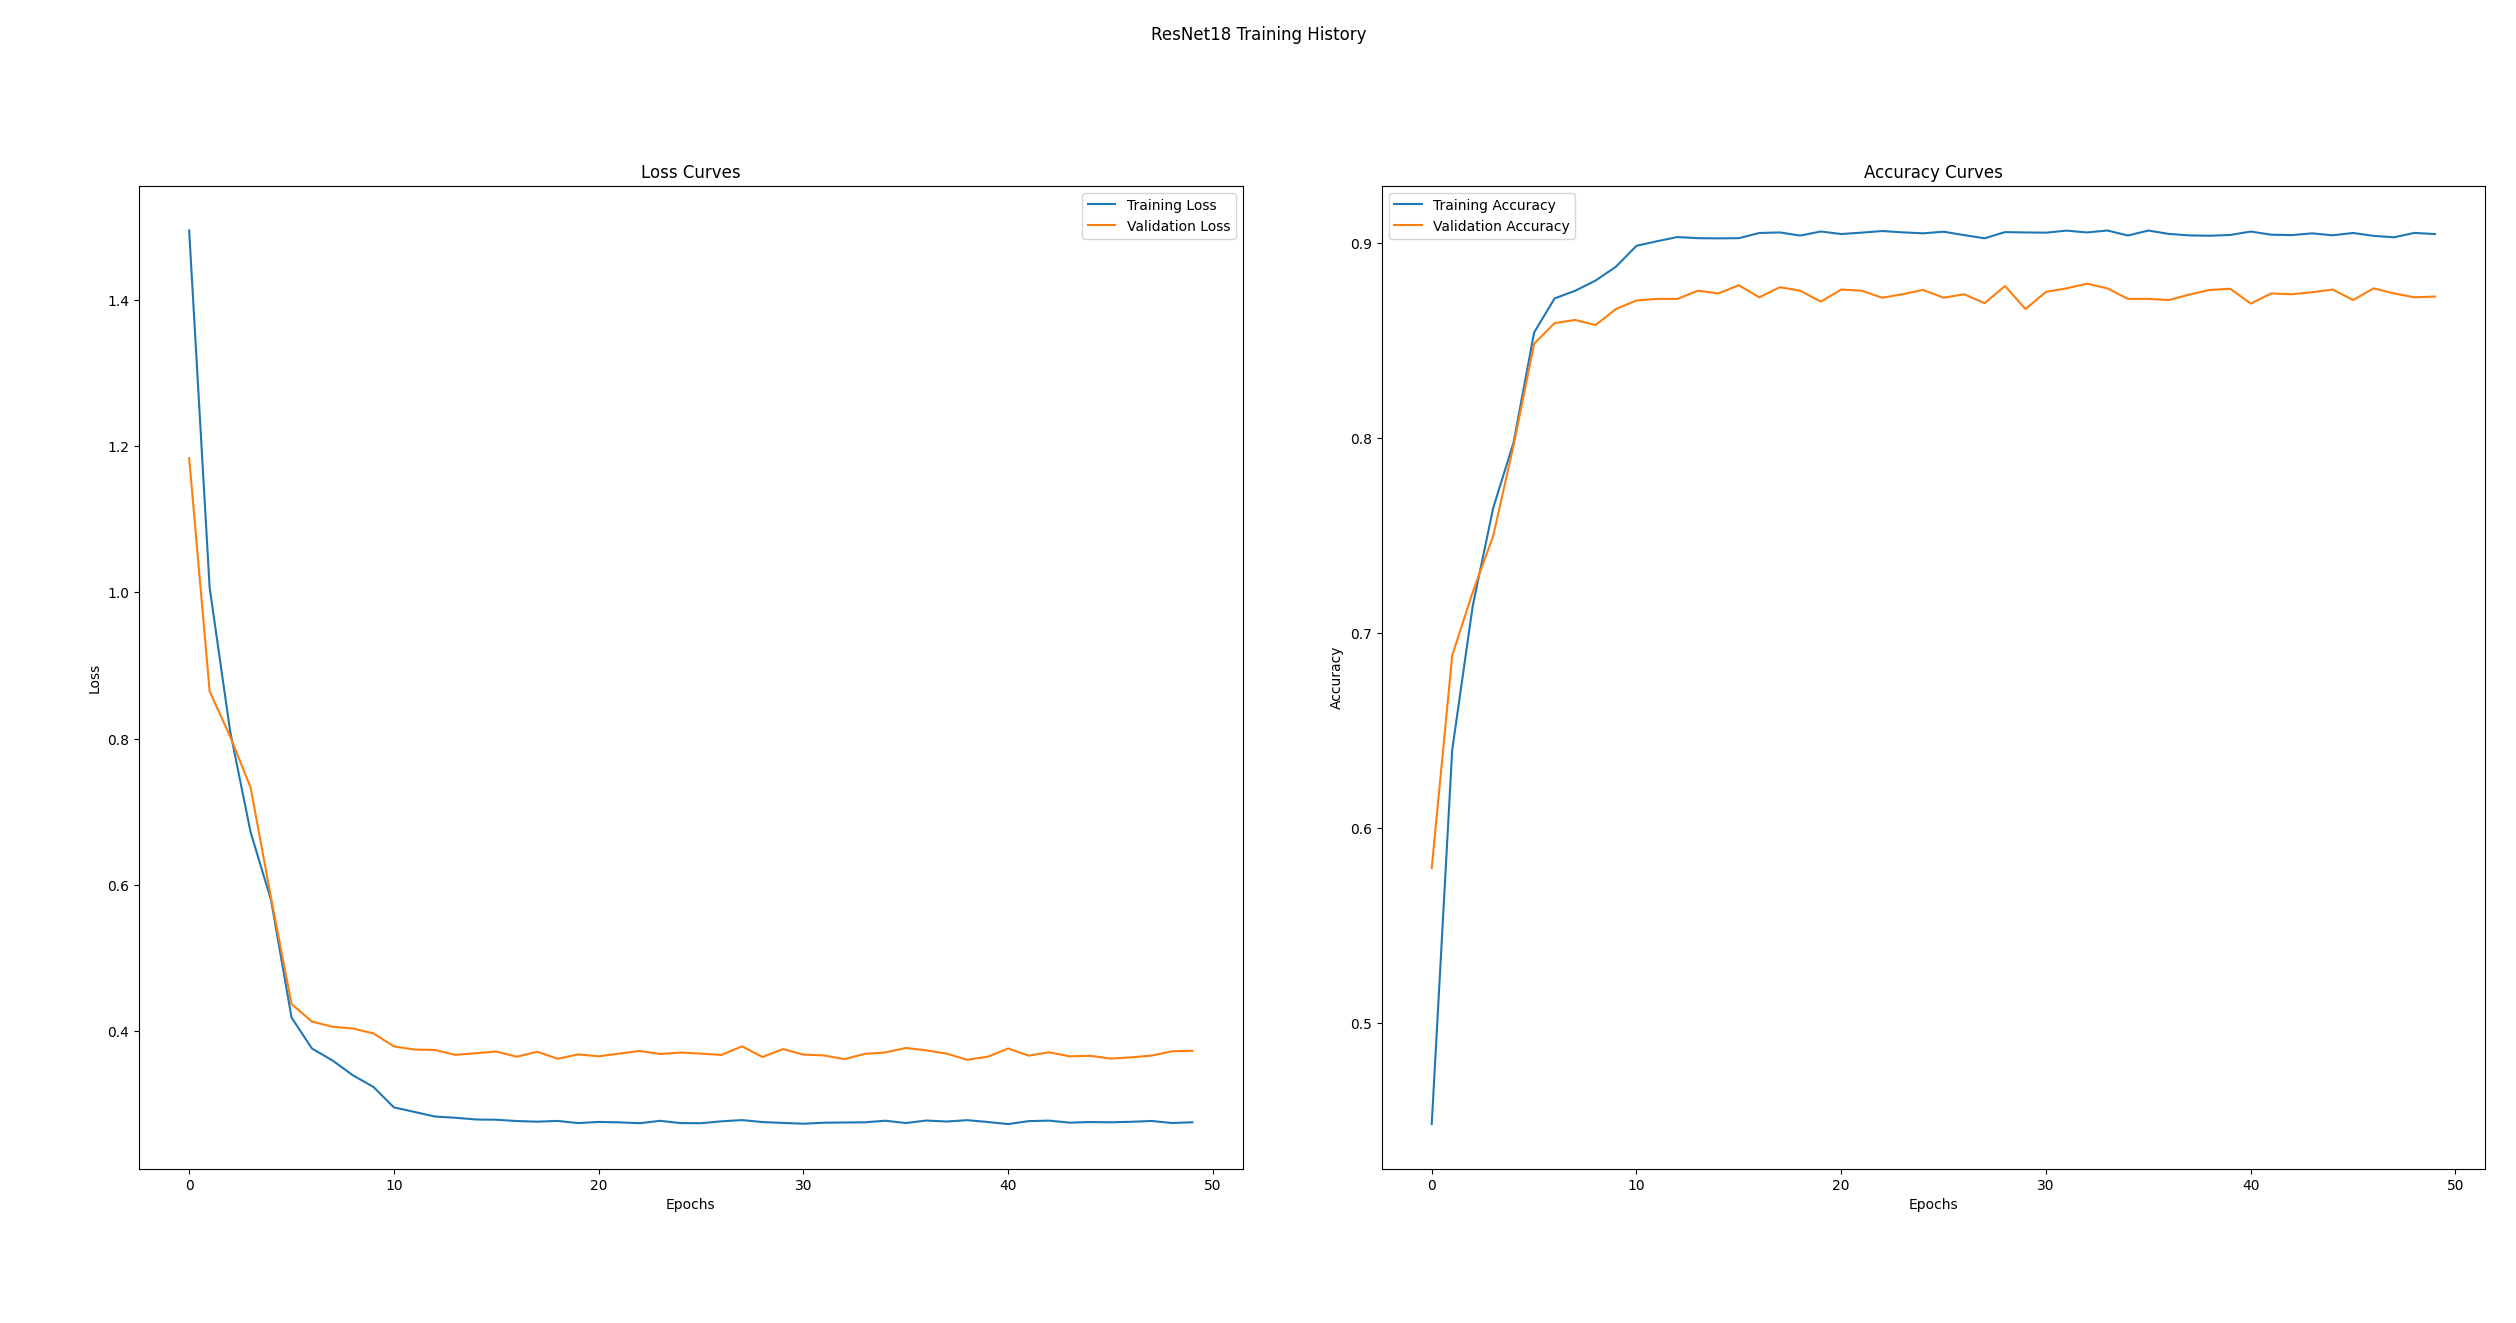 ResNet18 Training History
Loss Curves
Training Loss
Validation Loss
1.4
1.2
1.0
0.8
0.6
0.4
Loss
0 10 20 30 40 50
Epochs
Accuracy Curves
Training Accuracy
Validation Accuracy
0.9
0.8
0.7
0.6
0.5
Accuracy
0 10 20 30 40 50
Epochs